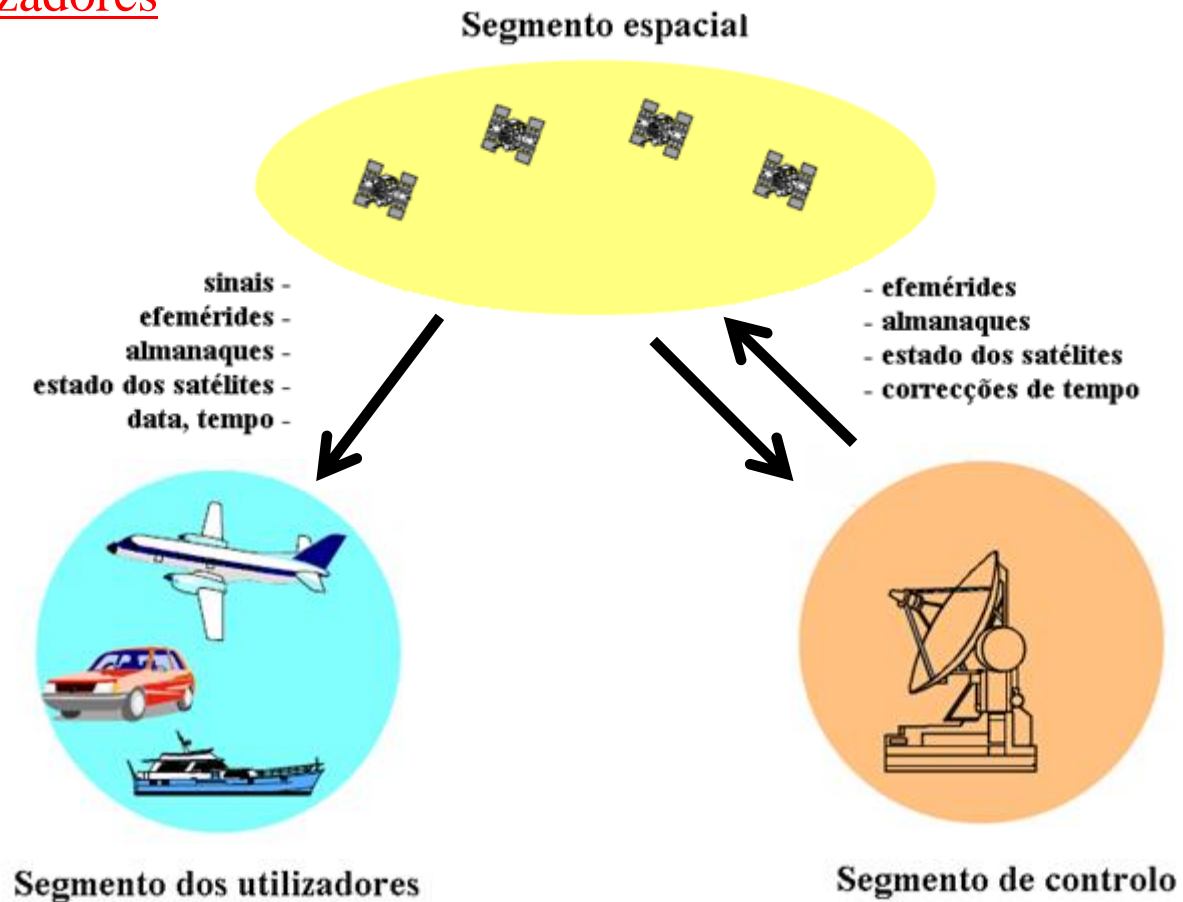 izadores
Segmento espacial
sinais -
efemérides -
almanaques -
estado dos satélites -
data, tempo -
- efemérides
- almanaques
- estado dos satélites
- correcções de tempo
Segmento dos utilizadores
Segmento de controlo